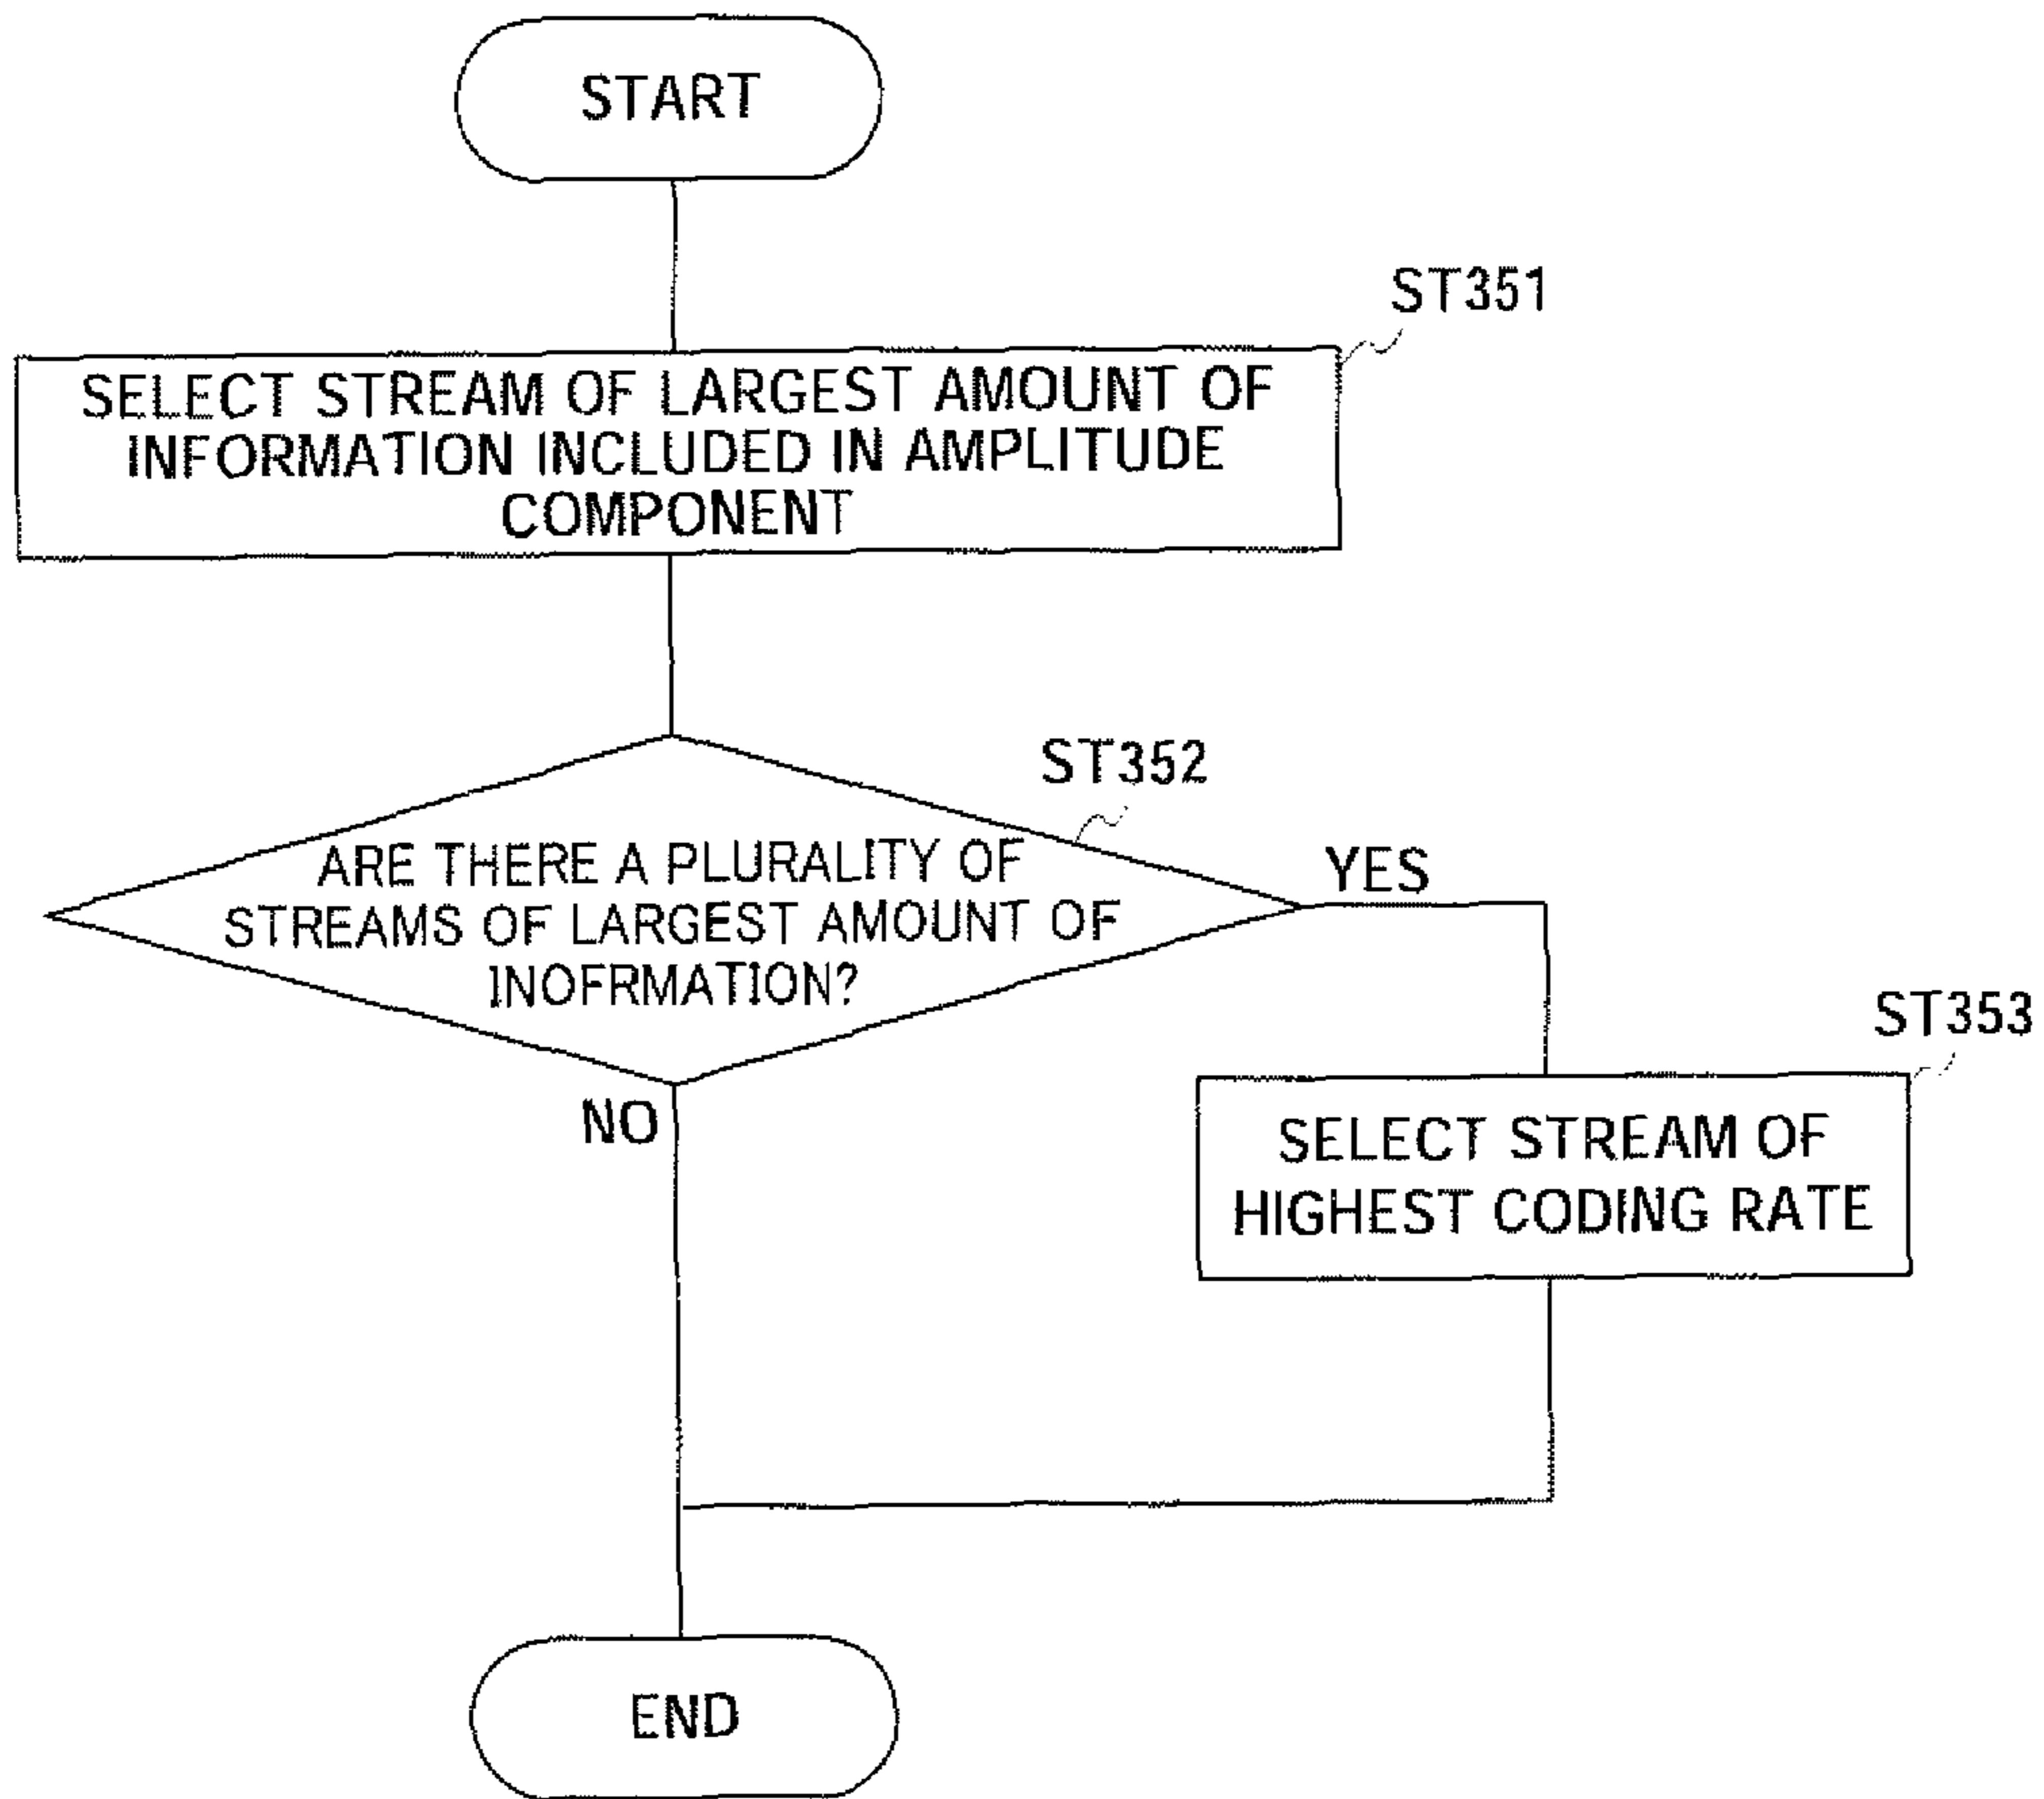 START
ST351
SELECT STREAM OF LARGEST AMOUNT OF
INFORMATION INCLUDED IN AMPLITUDE
COMPONENT
ST352
ARE THERE A PLURALITY OF
STREAMS OF LARGEST AMOUNT OF
INOFRMATION?
YES
NO
ST353
SELECT STREAM OF
HIGHEST CODING RATE
END